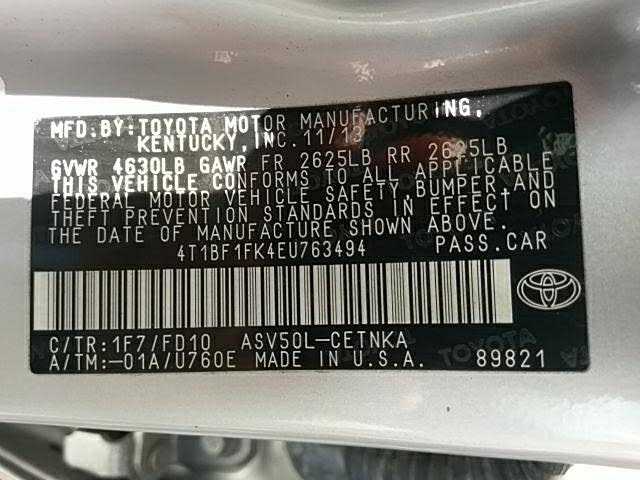 MFD.BY:TOYOTA MOTOR MANUFACTURING,
KENTUCKY,INC. 11/13
GVWR 4630LB GAWR FR 2625LB RR 2625LB
THIS VEHICLE CONFORMS TO ALL APPLICABLE
FEDERAL MOTOR VEHICLE SAFETY BUMPER,AND
THEFT PREVENTION STANDARDS IN EFFECT ON
THE DATE OF MANUFACTURE SHOWN ABOVE.
4T1BF1FK4EU763494 PASS.CAR
C/TR:1F7/FD10 ASV50L-CETNKA
A/TM:-01A/U760E MADE IN U.S.A. 89821